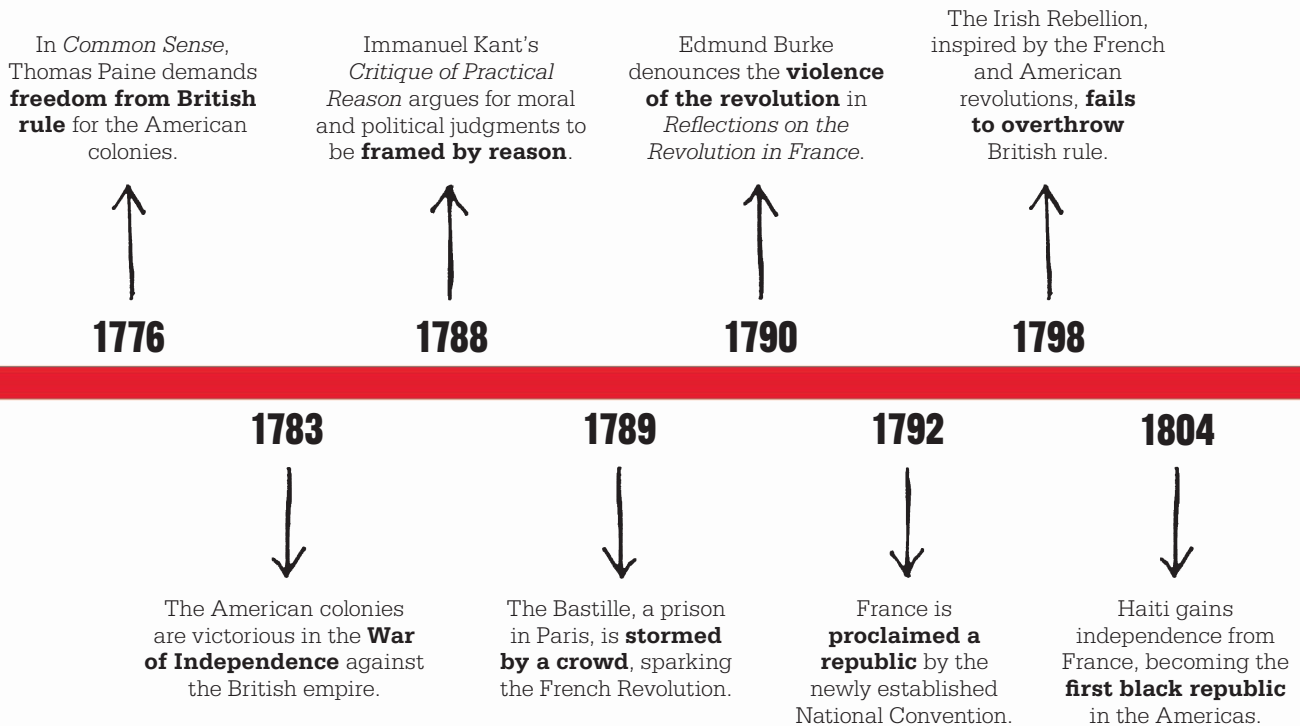 In Common Sense,
Thomas Paine demands
freedom from British
rule for the American
colonies.
1776
Immanuel Kant’s
Critique of Practical
Reason argues for moral
and political judgments to
be framed by reason.
1788
Edmund Burke
denounces the violence
of the revolution in
Reflections on the
Revolution in France.
1790
The Irish Rebellion,
inspired by the French
and American
revolutions, fails
to overthrow
British rule.
1798
1783
The American colonies
are victorious in the War
of Independence against
the British empire.
1789
The Bastille, a prison
in Paris, is stormed
by a crowd, sparking
the French Revolution.
1792
France is
proclaimed a
republic by the
newly established
National Convention.
1804
Haiti gains
independence from
France, becoming the
first black republic
in the Americas.